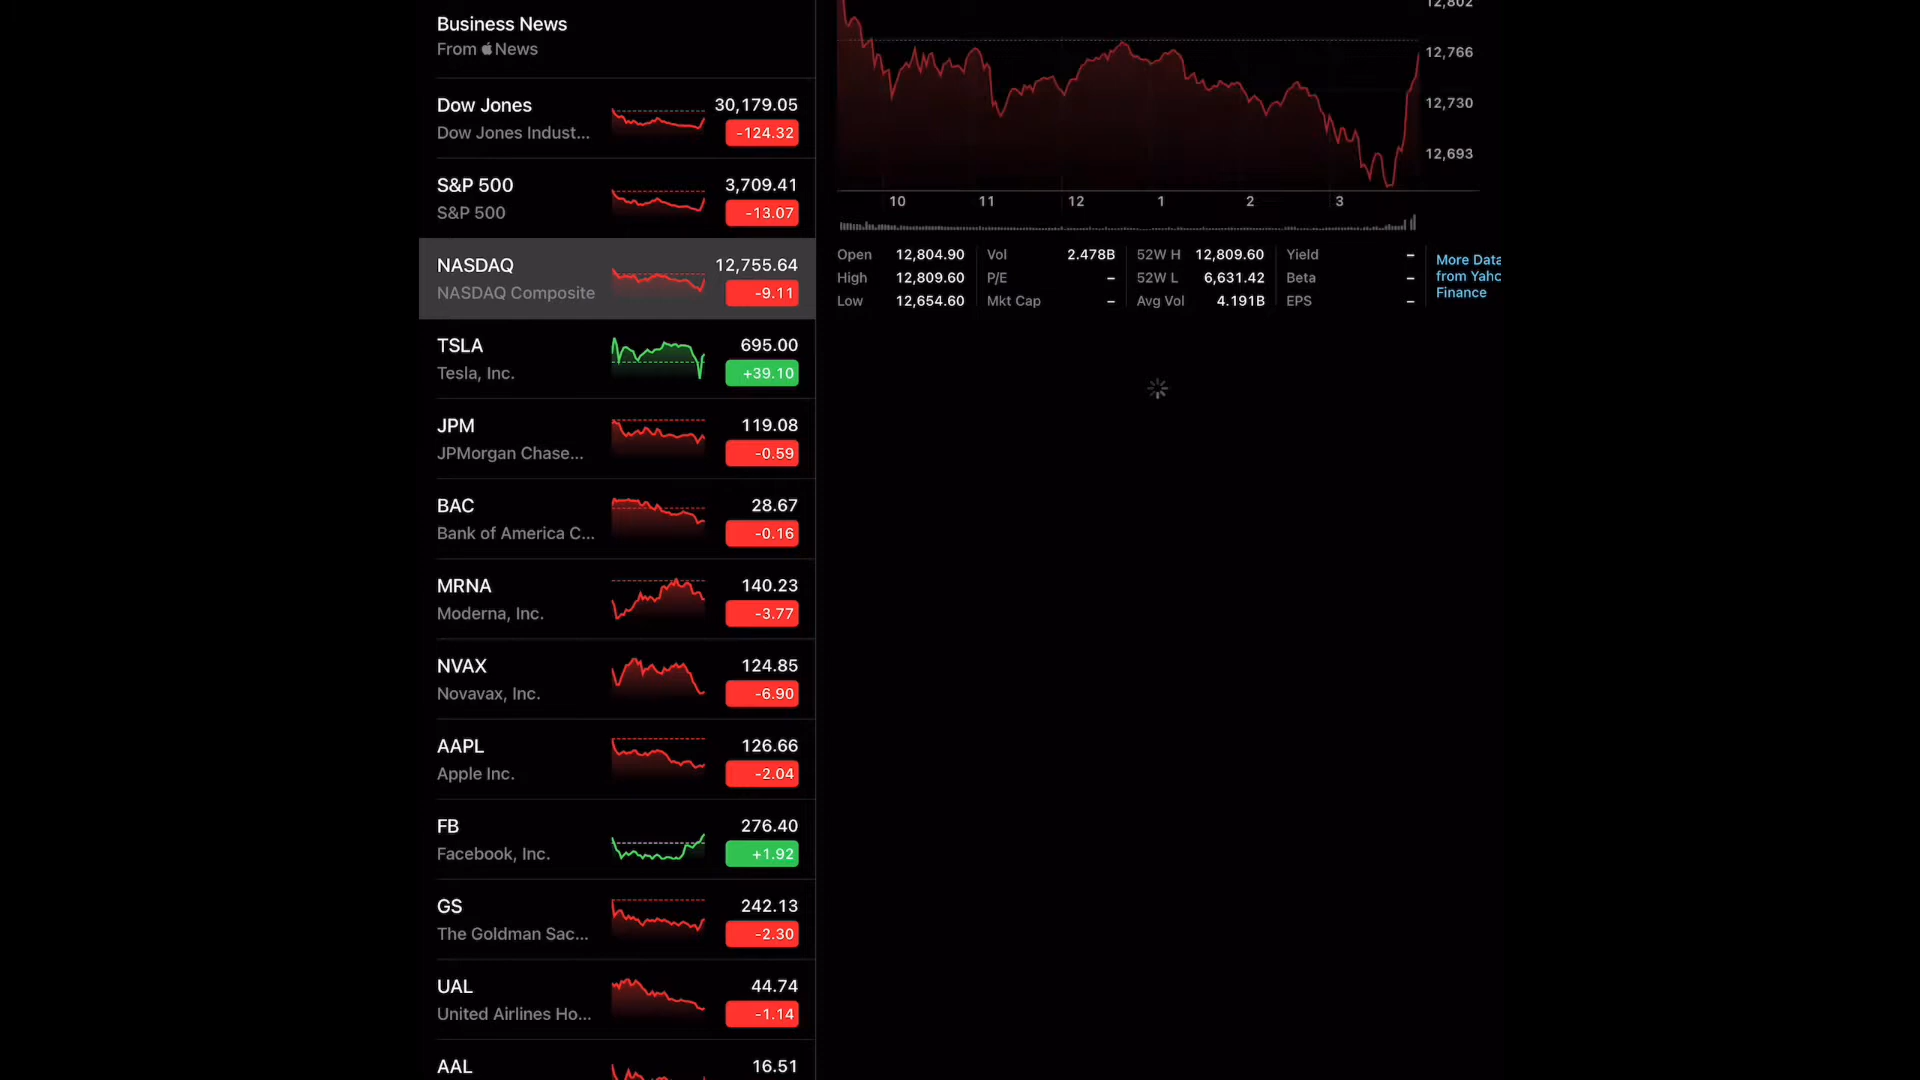 Business News
From News
Dow Jones 30,179.05
Dow Jones Indust... -124.32
S&P 500 3,709.41
S&P 500 -13.07
NASDAQ 12,755.64
NASDAQ Composite -9.11
TSLA 695.00
Tesla, Inc. +39.10
JPM 119.08
JPMorgan Chase... -0.59
BAC 28.67
Bank of America C... -0.16
MRNA 140.23
Moderna, Inc. -3.77
NVAX 124.85
Novavax, Inc. -6.90
AAPL 126.66
Apple Inc. -2.04
FB 276.40
Facebook, Inc. +1.92
GS 242.13
The Goldman Sac... -2.30
UAL 44.74
United Airlines Ho... -1.14
AAL 16.51
12,802
12,766
12,730
12,693
10 11 12 1 2 3
Open 12,804.90 Vol 2.478B 52W H 12,809.60 Yield –
High 12,809.60 P/E – 52W L 6,631.42 Beta –
Low 12,654.60 Mkt Cap – Avg Vol 4.191B EPS –
More Data
from Yaho
Finance